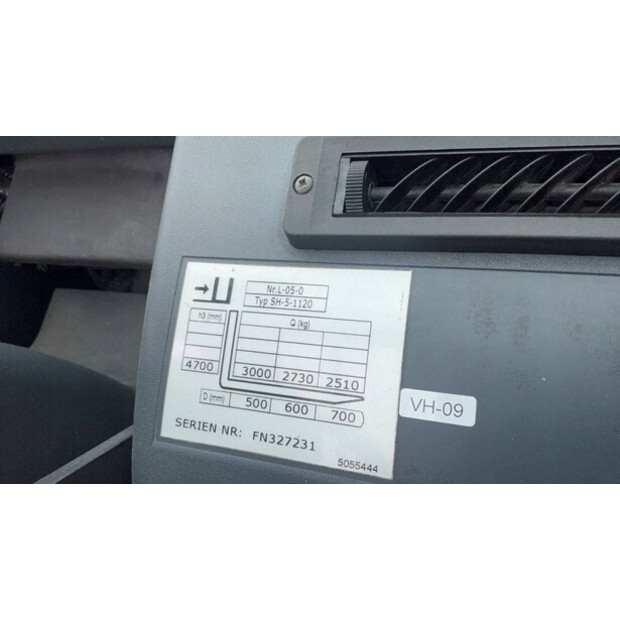 Nr.L-05-0
Typ SH-5-1120
h3 (mm)
Q (kg)
4700 3000 2730 2510
D (mm) 500 600 700
SERIEN NR: FN327231
5055444
VH-09